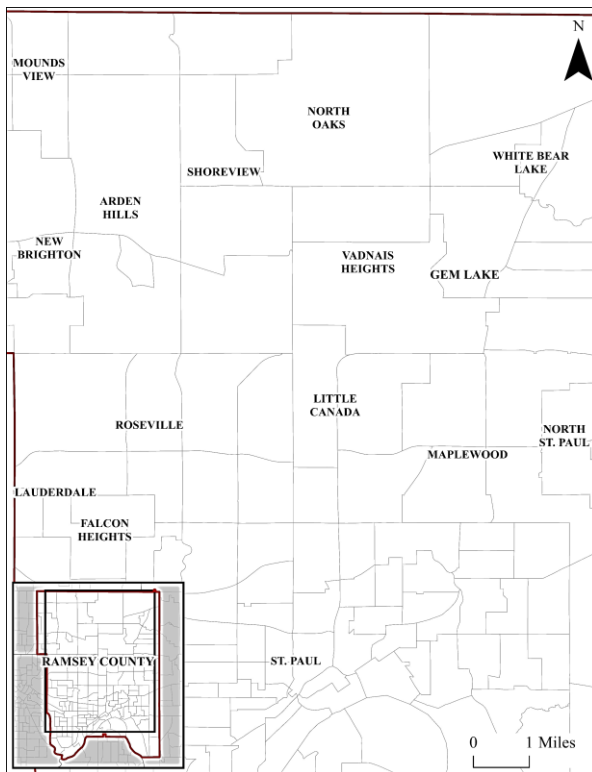 N
MOUNDS
VIEW
NORTH
OAKS
WHITE BEAR
LAKE
SHOREVIEW
ARDEN
HILLS
NEW
BRIGHTON
VADNAIS
HEIGHTS
GEM LAKE
LITTLE
CANADA
ROSEVILLE
NORTH
ST. PAUL
MAPLEWOOD
LAUDERDALE
FALCON
HEIGHTS
RAMSEY COUNTY
ST. PAUL
0 1 Miles